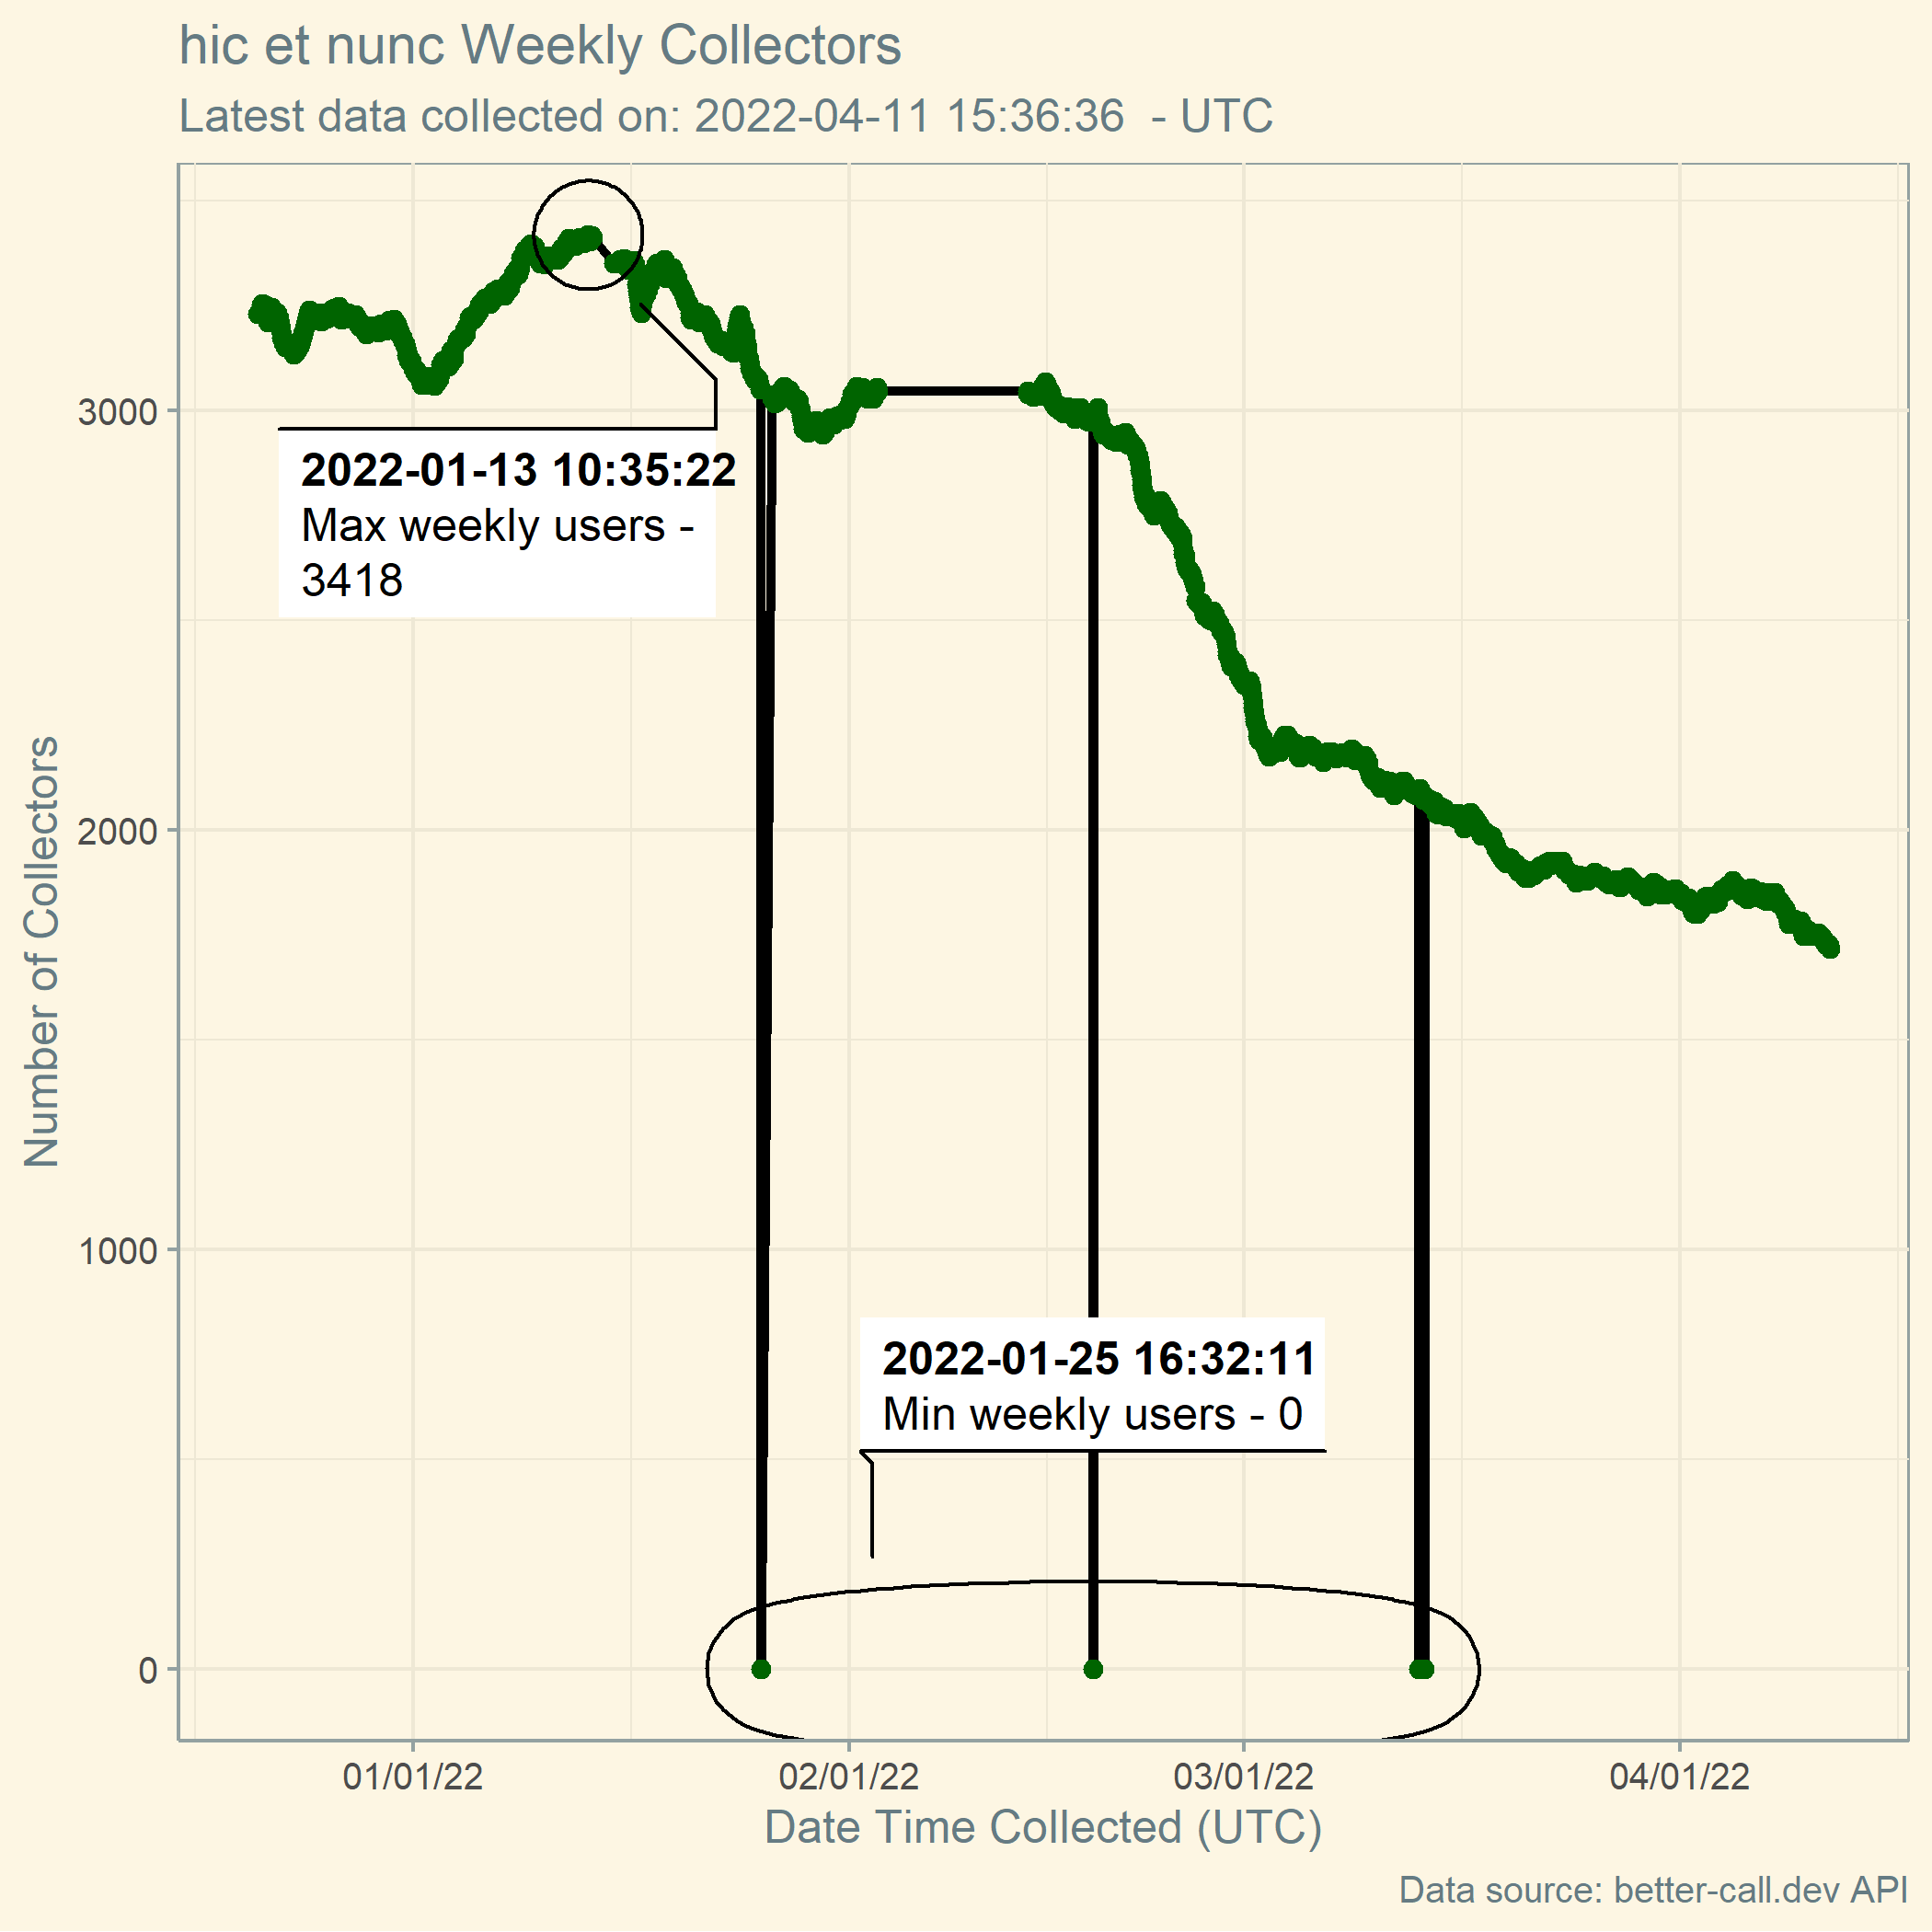 hic et nunc Weekly Collectors
Latest data collected on: 2022-04-11 15:36:36  - UTC
Number of Collectors
3000
2000
1000
0
2022-01-13 10:35:22
Max weekly users -
3418
2022-01-25 16:32:11
Min weekly users - 0
01/01/22
02/01/22
03/01/22
04/01/22
Date Time Collected (UTC)
Data source: better-call.dev API